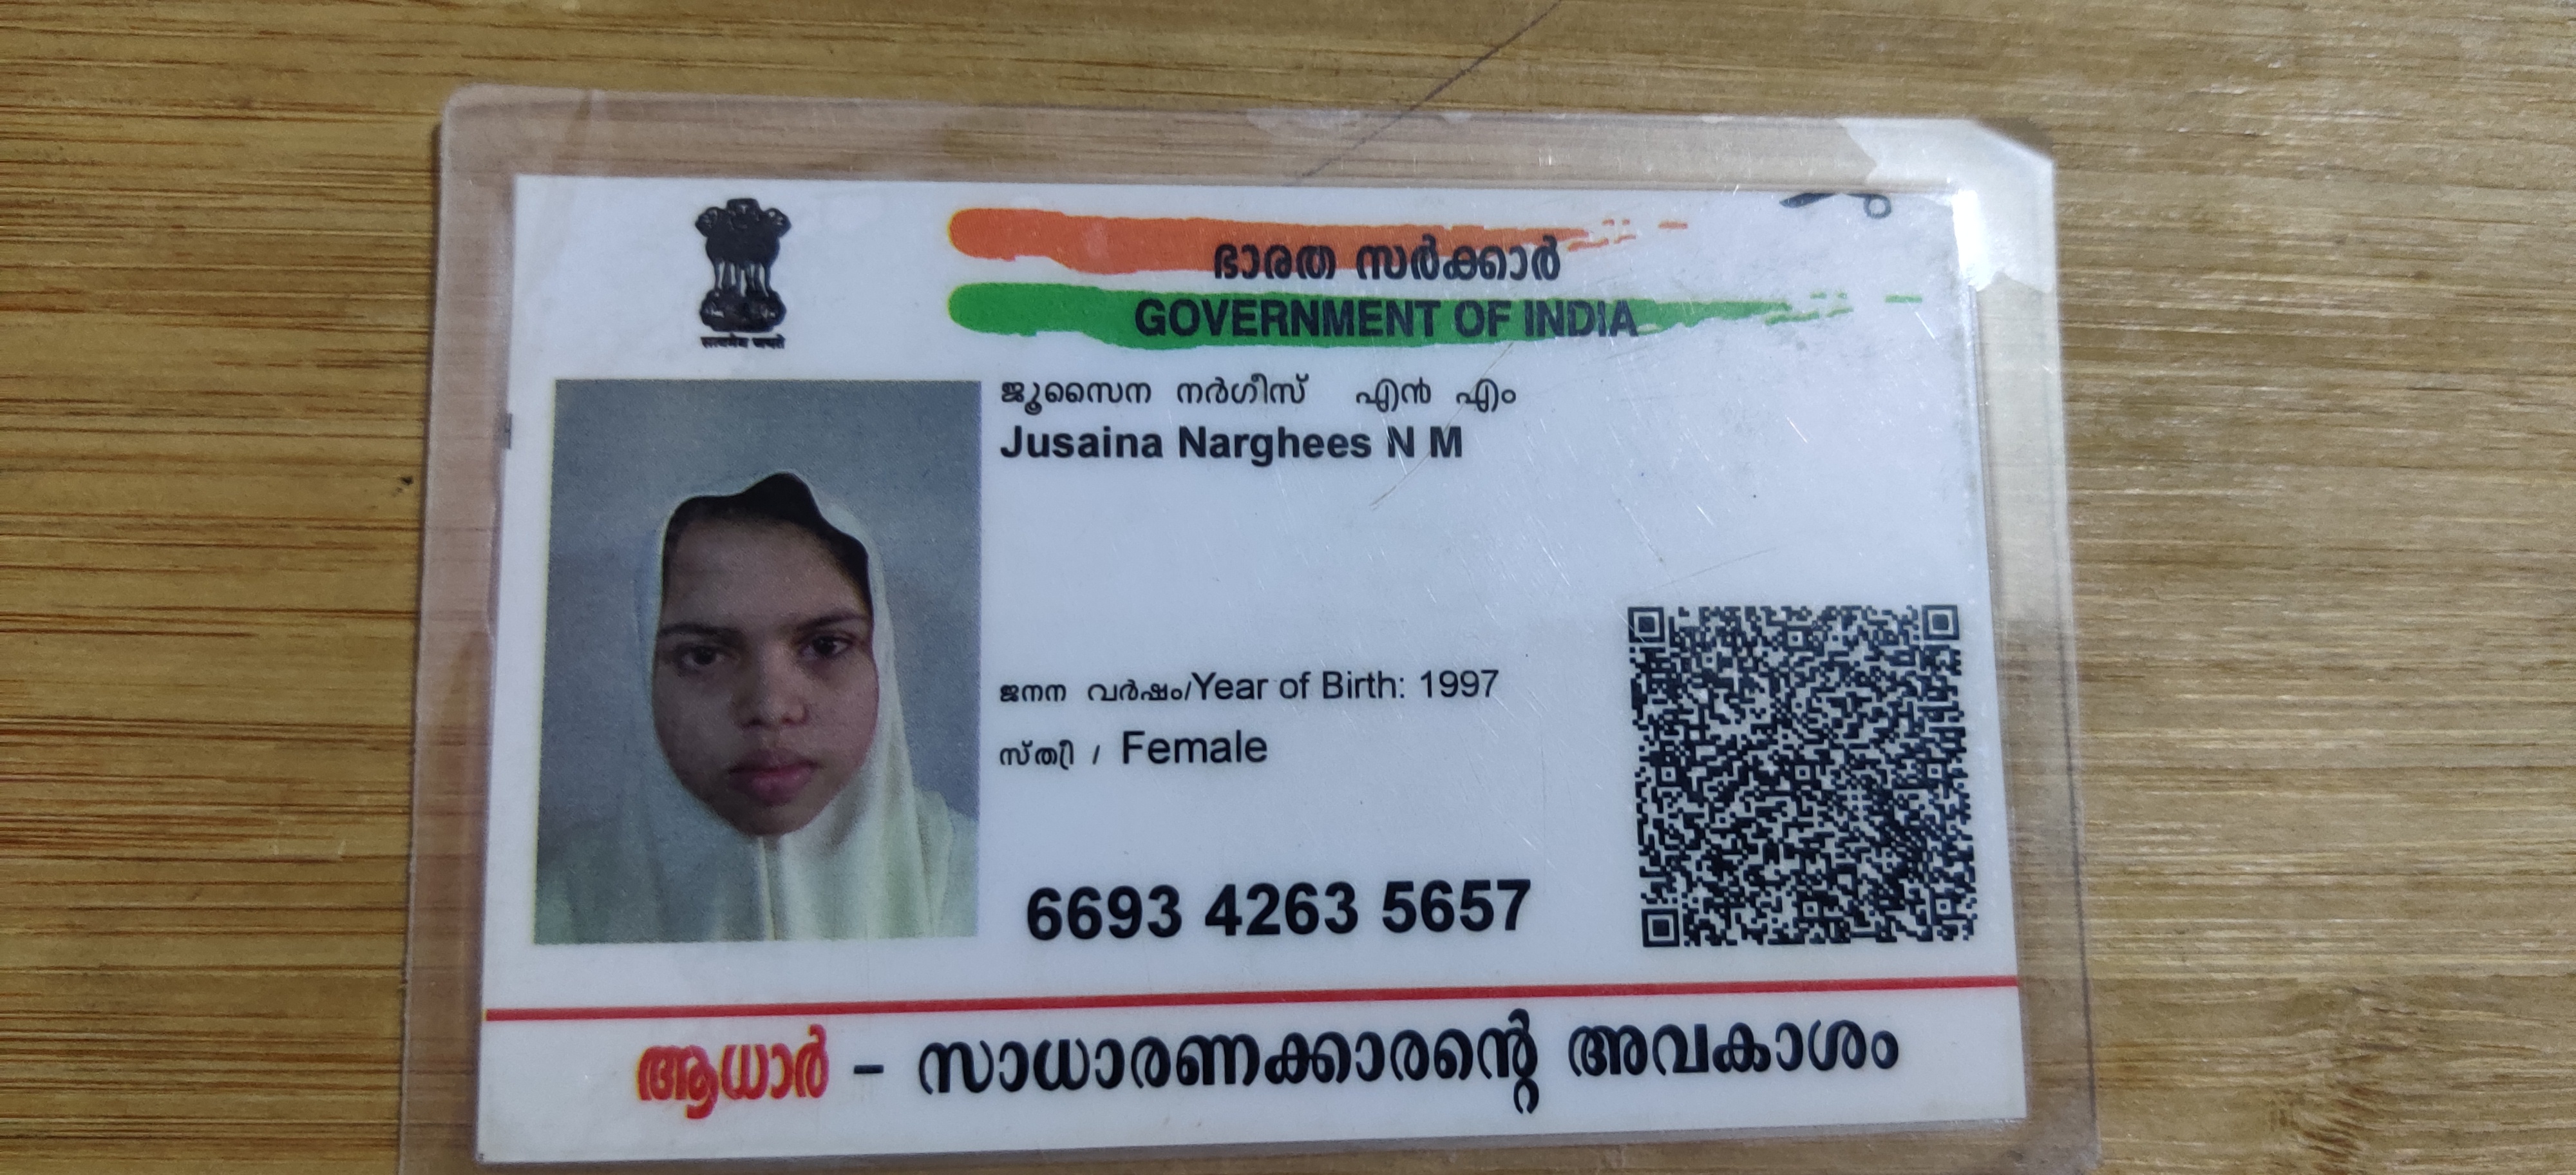 सत्यमेव जयते
ഭാരത സർക്കാർ
GOVERNMENT OF INDIA
ജൂസൈന നർഗീസ് എൻ എം
Jusaina Narghees N M
ജനന വർഷം/Year of Birth: 1997
സ്ത്രീ / Female
6693 4263 5657
ആധാർ – സാധാരണക്കാരന്റെ അവകാശം